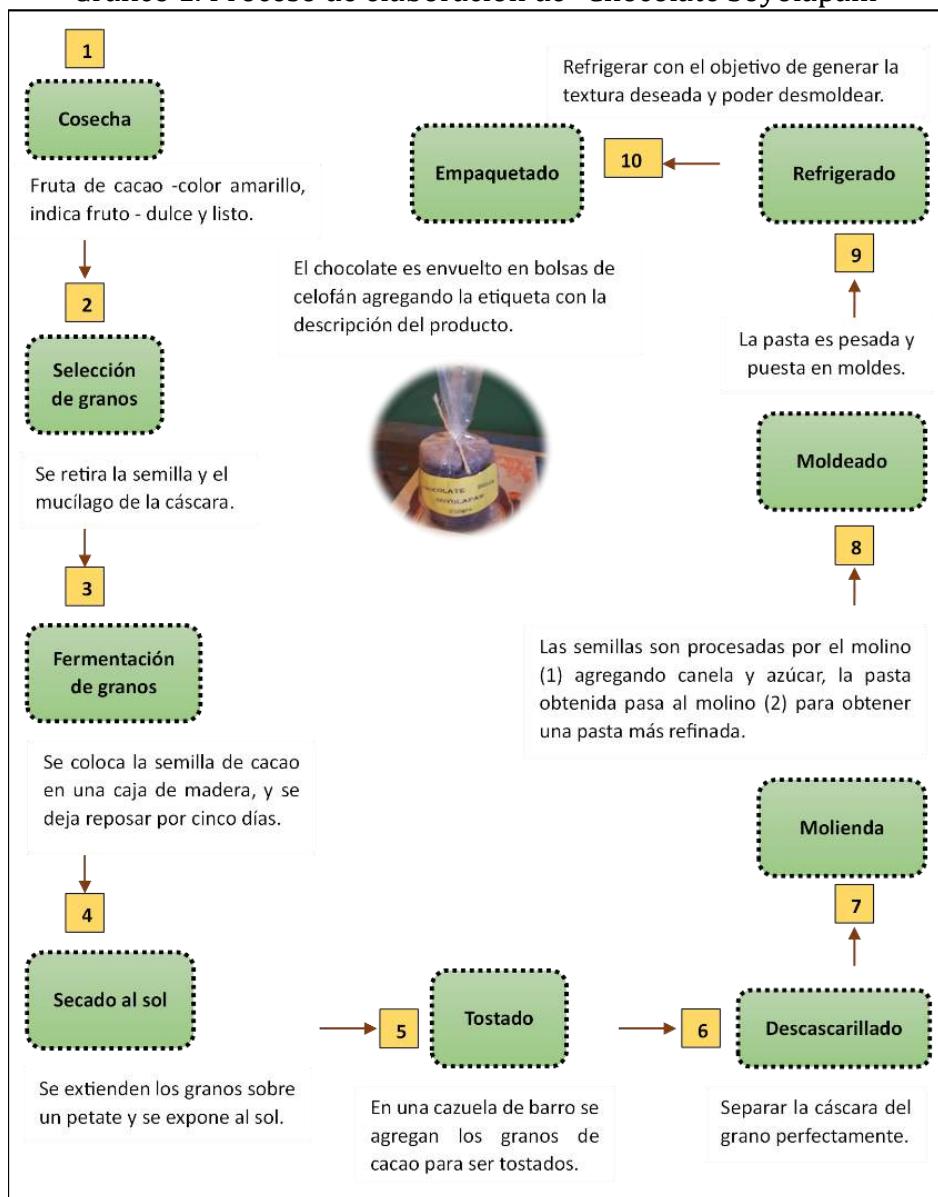 1
Cosecha
Fruta de cacao -color amarillo,
indica fruto - dulce y listo.
2
Selección
de granos
Se retira la semilla y el
mucílago de la cáscara.
3
Fermentación
de granos
Se coloca la semilla de cacao
en una caja de madera, y se
deja reposar por cinco días.
4
Secado al sol
Se extienden los granos sobre
un petate y se expone al sol.
5
Tostado
En una cazuela de barro se
agregan los granos de
cacao para ser tostados.
6
Descascarillado
Separar la cáscara del
grano perfectamente.
7
Molienda
Las semillas son procesadas por el molino
(1) agregando canela y azúcar, la pasta
obtenida pasa al molino (2) para obtener
una pasta más refinada.
8
Moldeado
La pasta es pesada y
puesta en moldes.
9
Refrigerado
Refrigerar con el objetivo de generar la
textura deseada y poder desmoldear.
10
Empaquetado
El chocolate es envuelto en bolsas de
celofán agregando la etiqueta con la
descripción del producto.
CHOCOLATE
SOYOLAPAM